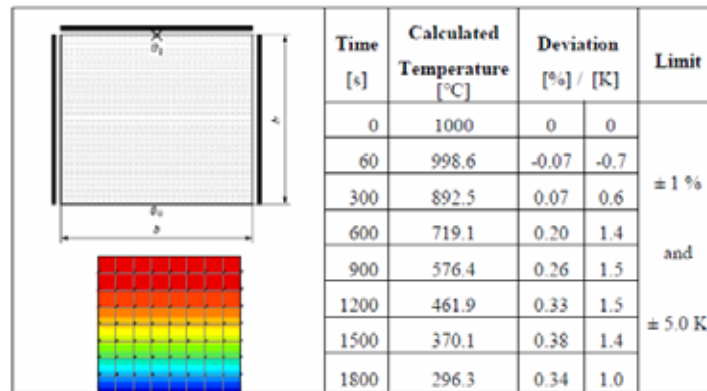 Time
[s]
Calculated
Temperature
[°C]
Deviation
[%] / [K]
Limit
0 1000 0 0
60 998.6 -0.07 -0.7
300 892.5 0.07 0.6
600 719.1 0.20 1.4
900 576.4 0.26 1.5
1200 461.9 0.33 1.5
1500 370.1 0.38 1.4
1800 296.3 0.34 1.0
± 1 %
and
± 5.0 K